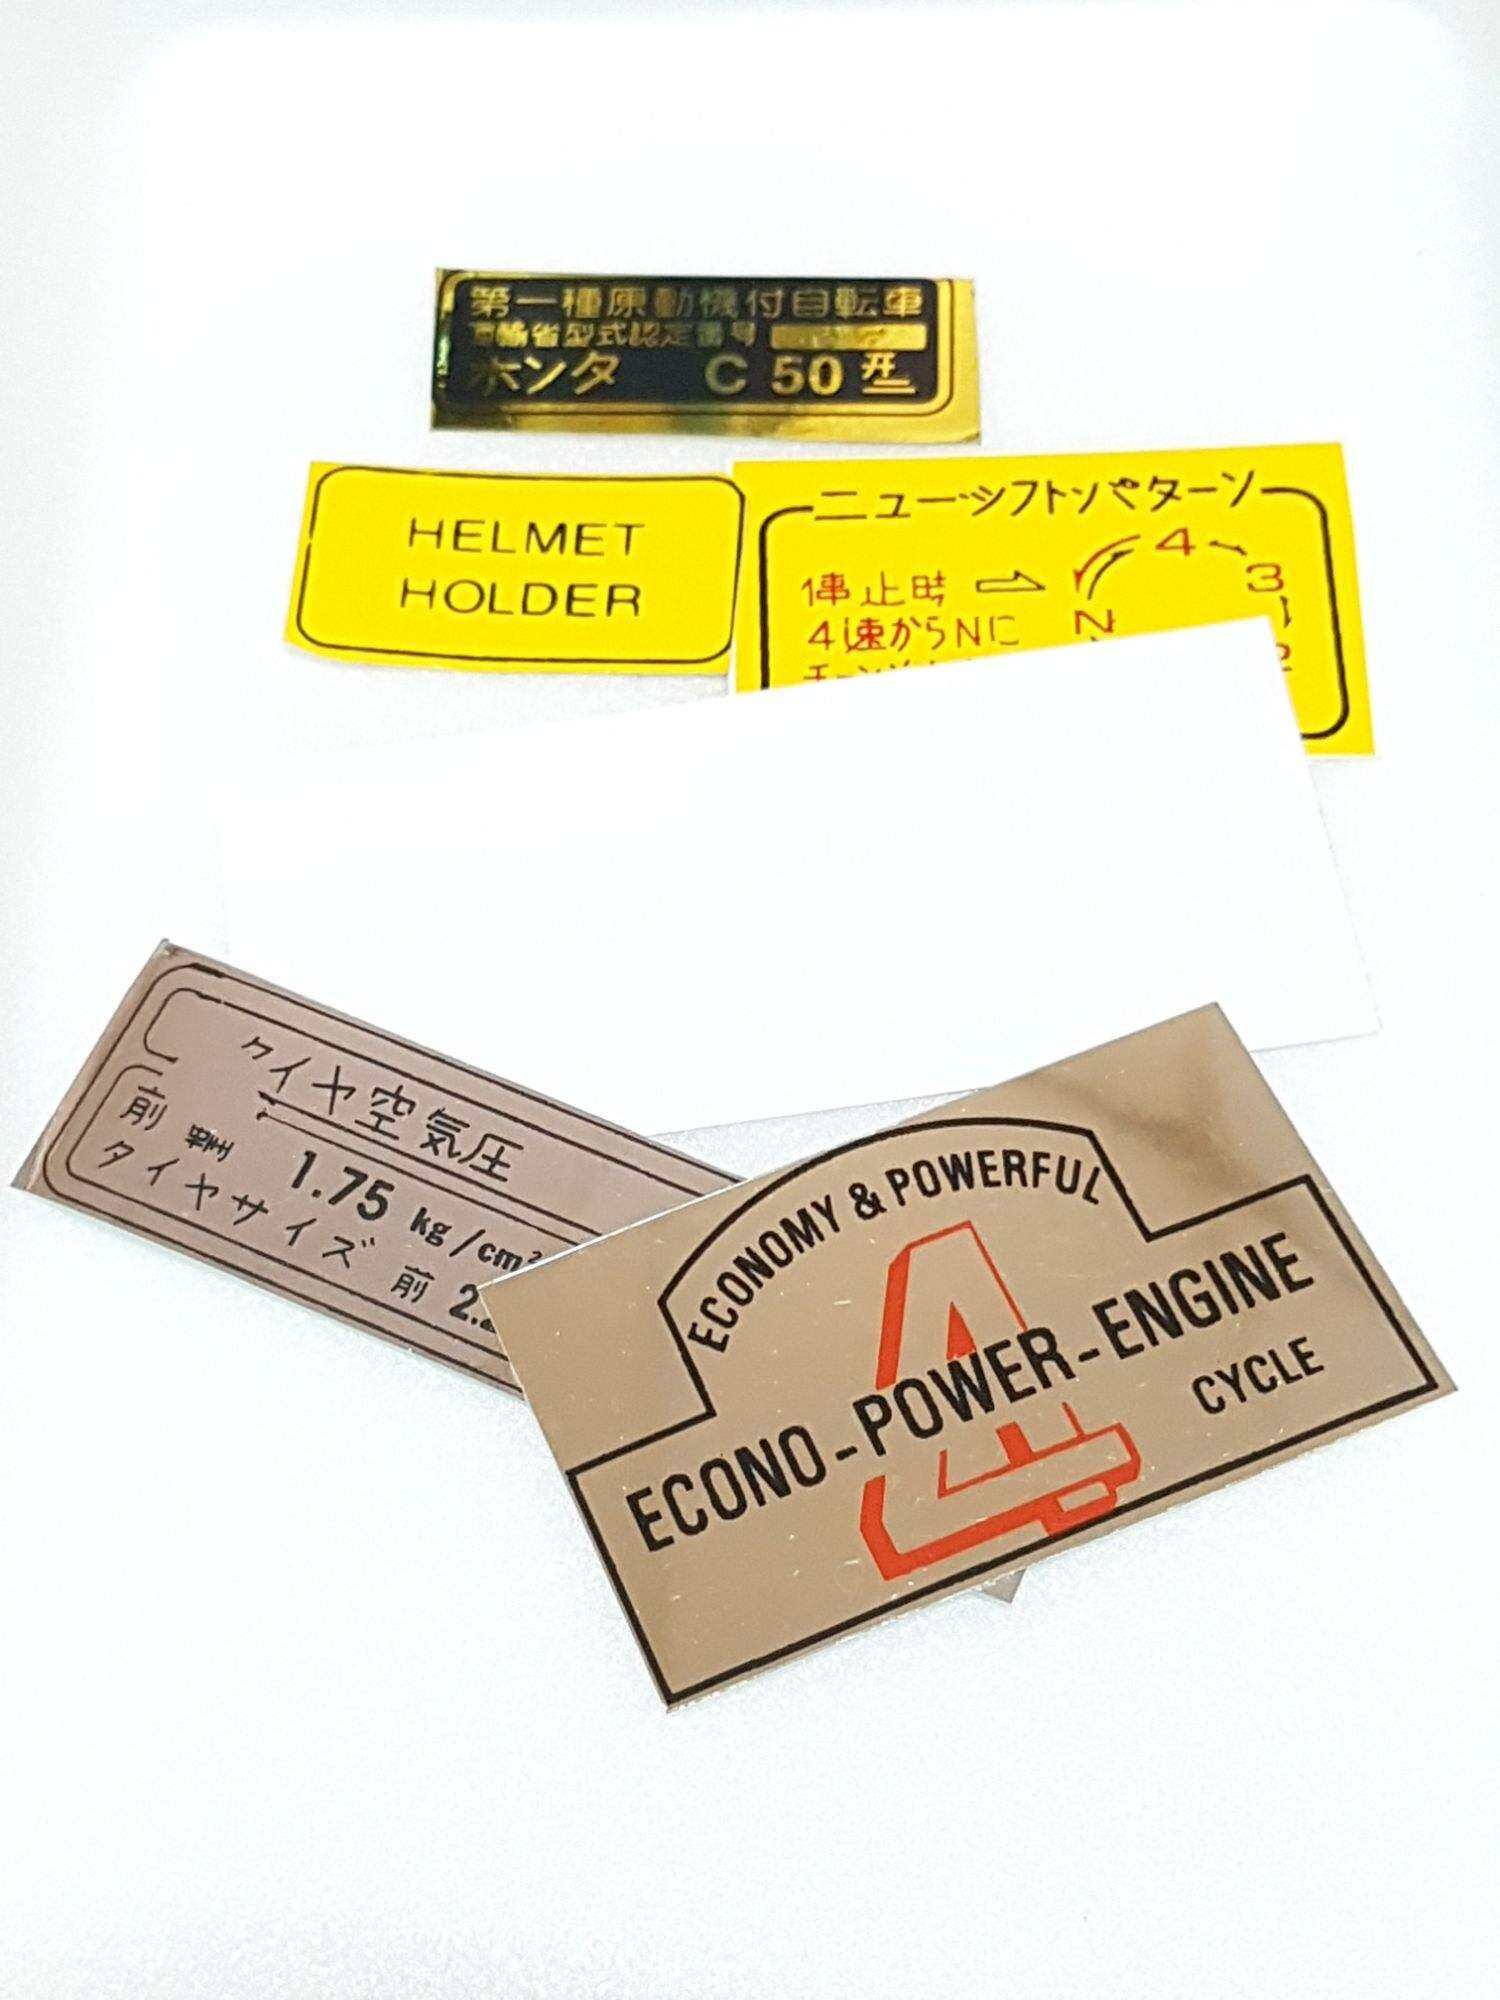 第一種原動機付自転車
運輸省型式認定番号
ホンダ C 50 型
HELMET
HOLDER
ニュー・シフトパターン
停止時 ⇨
4速からNに
4
3
N
タイヤ空気圧
前輪 1.75 kg/cm²
タイヤサイズ 前 2.
ECONOMY & POWERFUL
4
ECONO-POWER-ENGINE
CYCLE